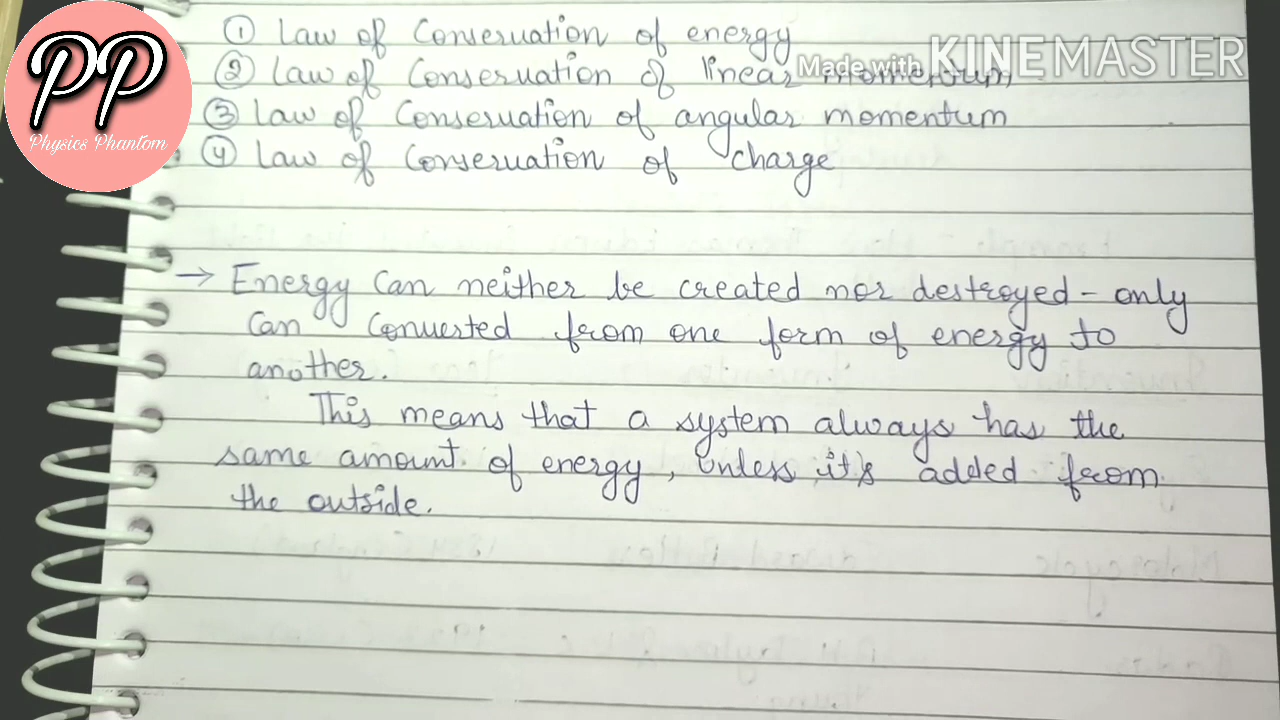 PP
Physics Phantom
Made with KINEMASTER
① Law of Conservation of energy
② Law of Conservation of linear momentum
③ Law of Conservation of angular momentum
④ Law of Conservation of charge
→ Energy Can neither be created nor destroyed - only
Can Converted from one form of energy to
another.
This means that a system always has the
same amount of energy, unless it's added from
the outside.